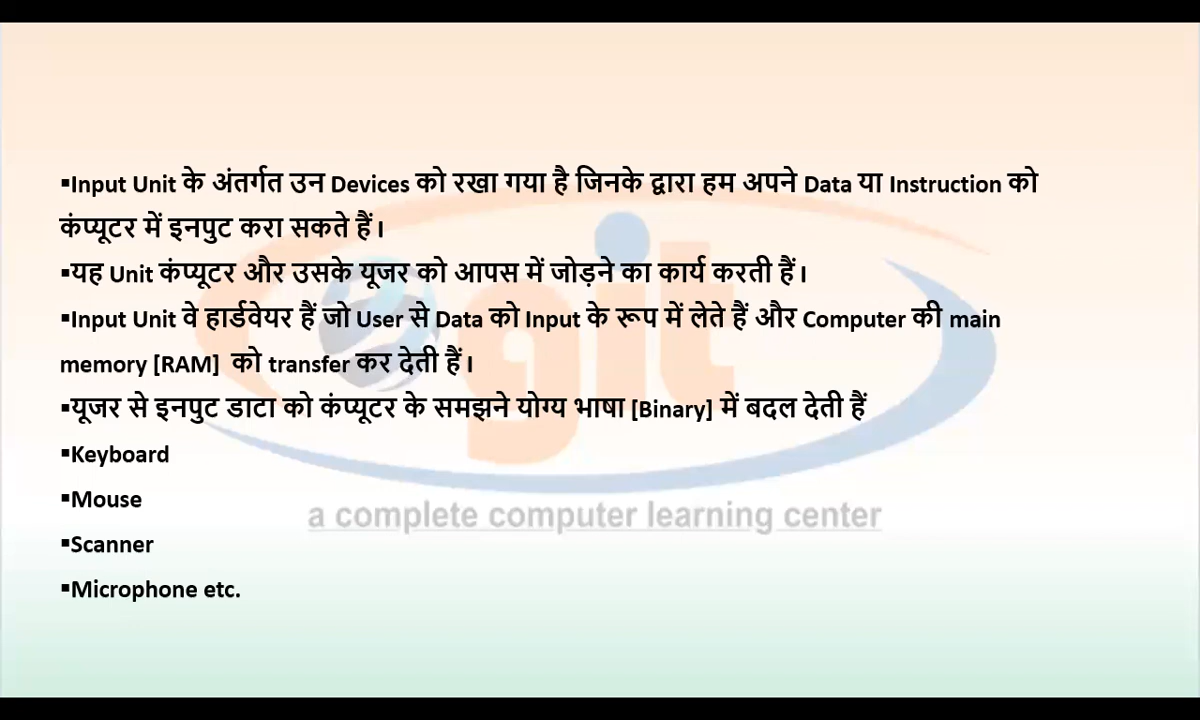 ▪Input Unit के अंतर्गत उन Devices को रखा गया है जिनके द्वारा हम अपने Data या Instruction को
कंप्यूटर में इनपुट करा सकते हैं।
▪यह Unit कंप्यूटर और उसके यूजर को आपस में जोड़ने का कार्य करती हैं।
▪Input Unit वे हार्डवेयर हैं जो User से Data को Input के रूप में लेते हैं और Computer की main
memory [RAM] को transfer कर देती हैं।
▪यूजर से इनपुट डाटा को कंप्यूटर के समझने योग्य भाषा [Binary] में बदल देती हैं
▪Keyboard
▪Mouse
▪Scanner
▪Microphone etc.
git
a complete computer learning center